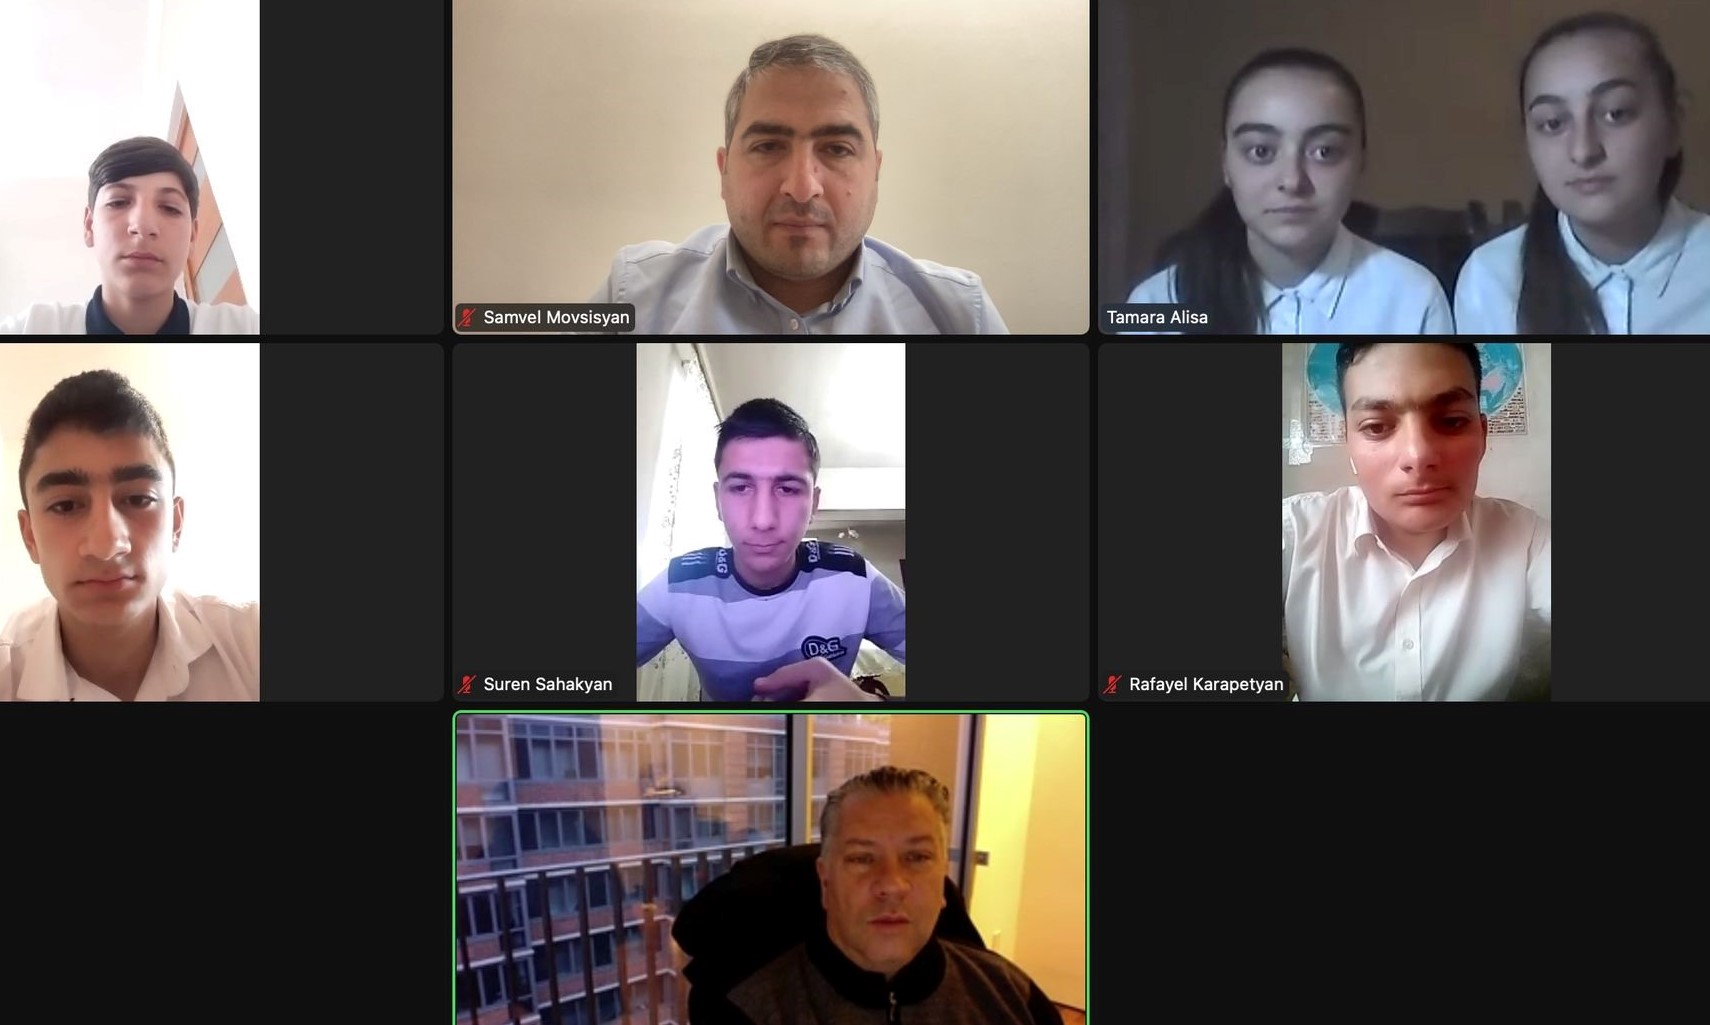 Samvel Movsisyan
Tamara Alisa
D&G
D&G
D&G
Suren Sahakyan
Rafayel Karapetyan